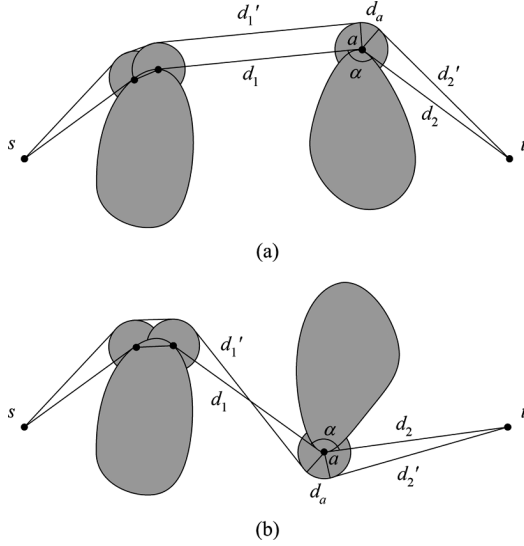 d₁′
dₐ
a
d₁
α
d₂′
d₂
s
t
(a)
d₁′
d₁
α
d₂
s
t
a
dₐ
d₂′
(b)